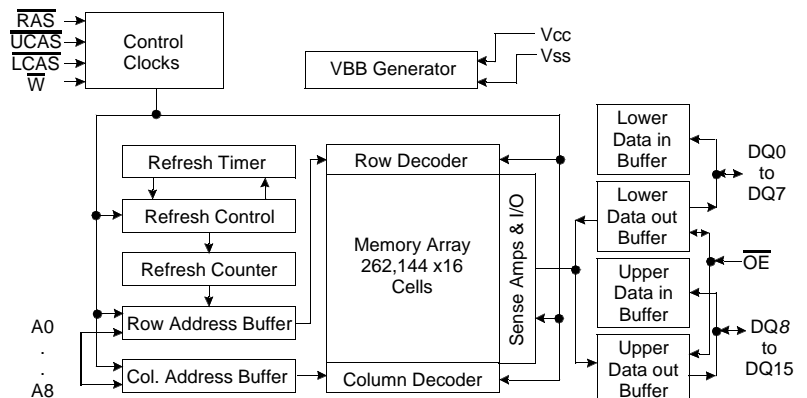 RAS
UCAS
LCAS
W
Control
Clocks
VBB Generator
Vcc
Vss
Refresh Timer
Refresh Control
Refresh Counter
Row Address Buffer
Col. Address Buffer
A0
.
.
A8
Row Decoder
Memory Array
262,144 x16
Cells
Column Decoder
Sense Amps & I/O
Lower
Data in
Buffer
Lower
Data out
Buffer
Upper
Data in
Buffer
Upper
Data out
Buffer
DQ0
to
DQ7
OE
DQ8
to
DQ15